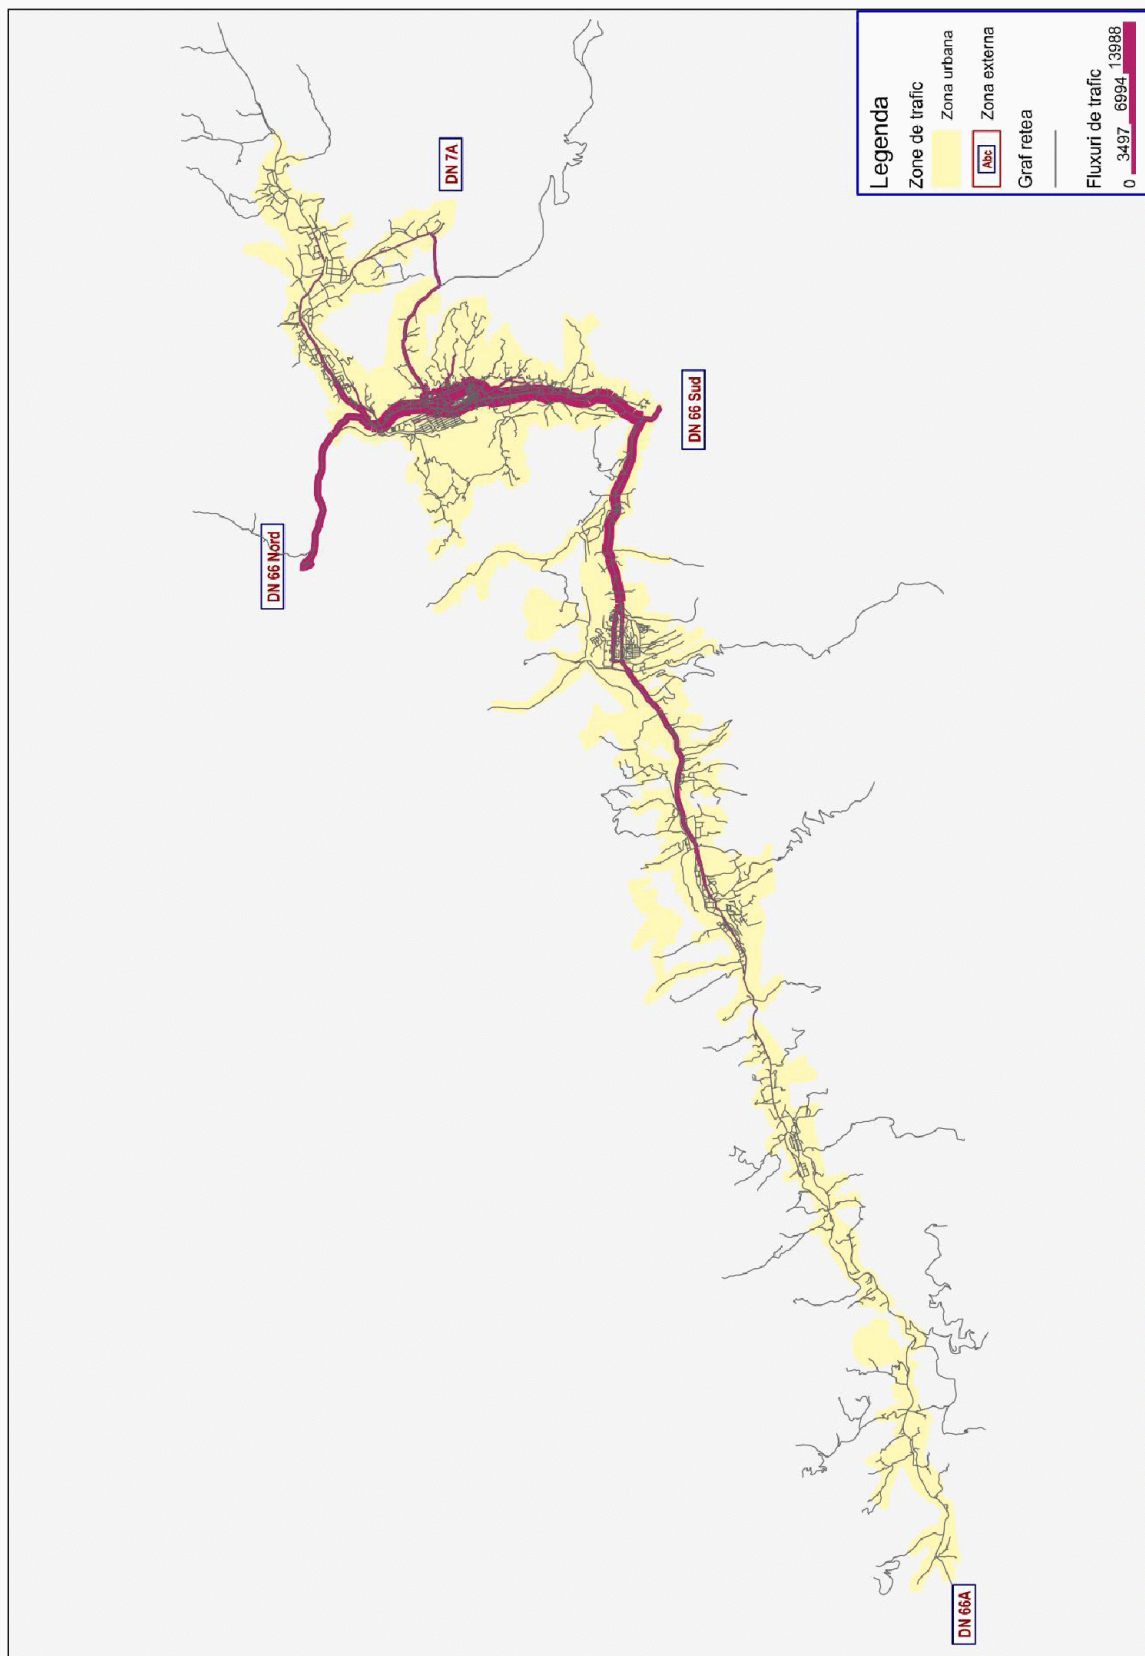 DN 66A
DN 66 Nord
DN 66 Sud
DN 7A
Legenda
Zone de trafic
Zona urbana
Abc
Zona externa
Graf retea
Fluxuri de trafic
0 3497 6994 13988